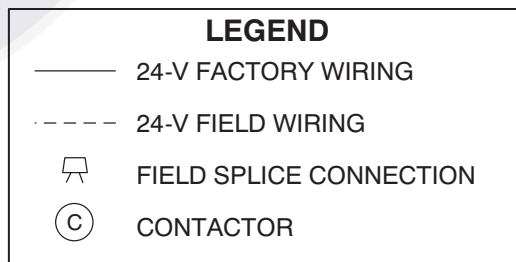 LEGEND
24-V FACTORY WIRING
24-V FIELD WIRING
FIELD SPLICE CONNECTION
C CONTACTOR